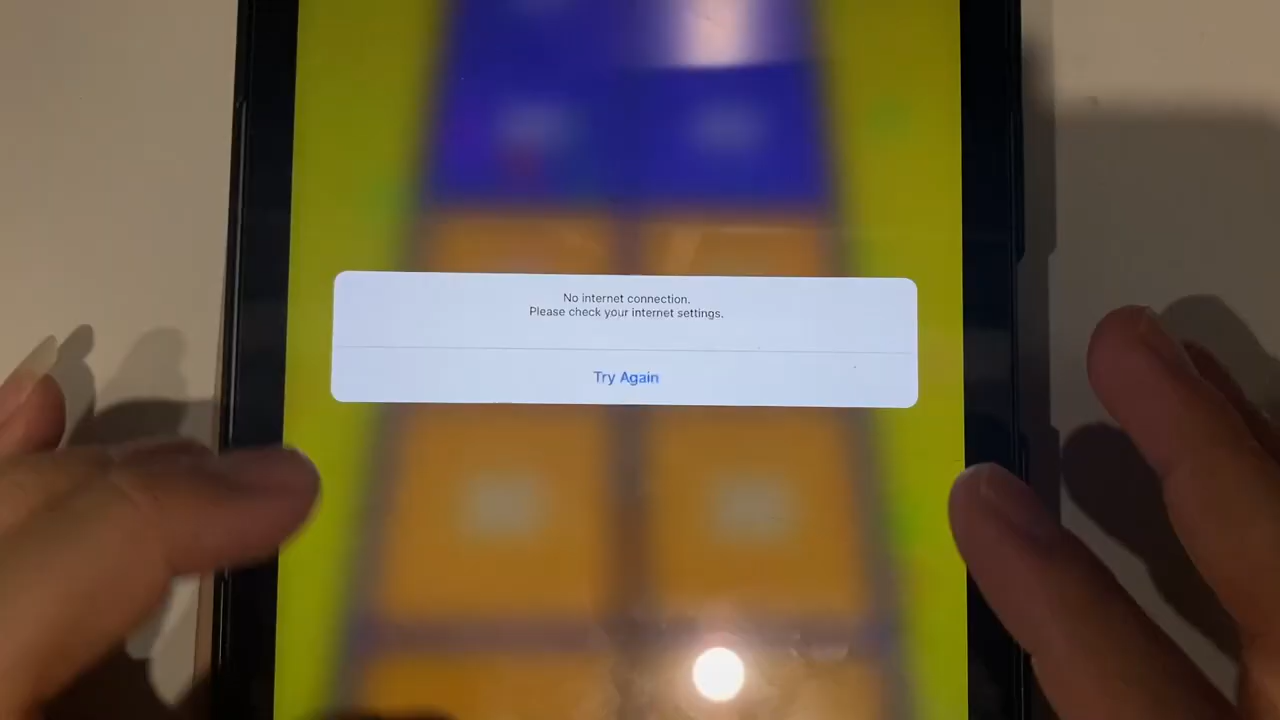 No internet connection.
Please check your internet settings.
Try Again